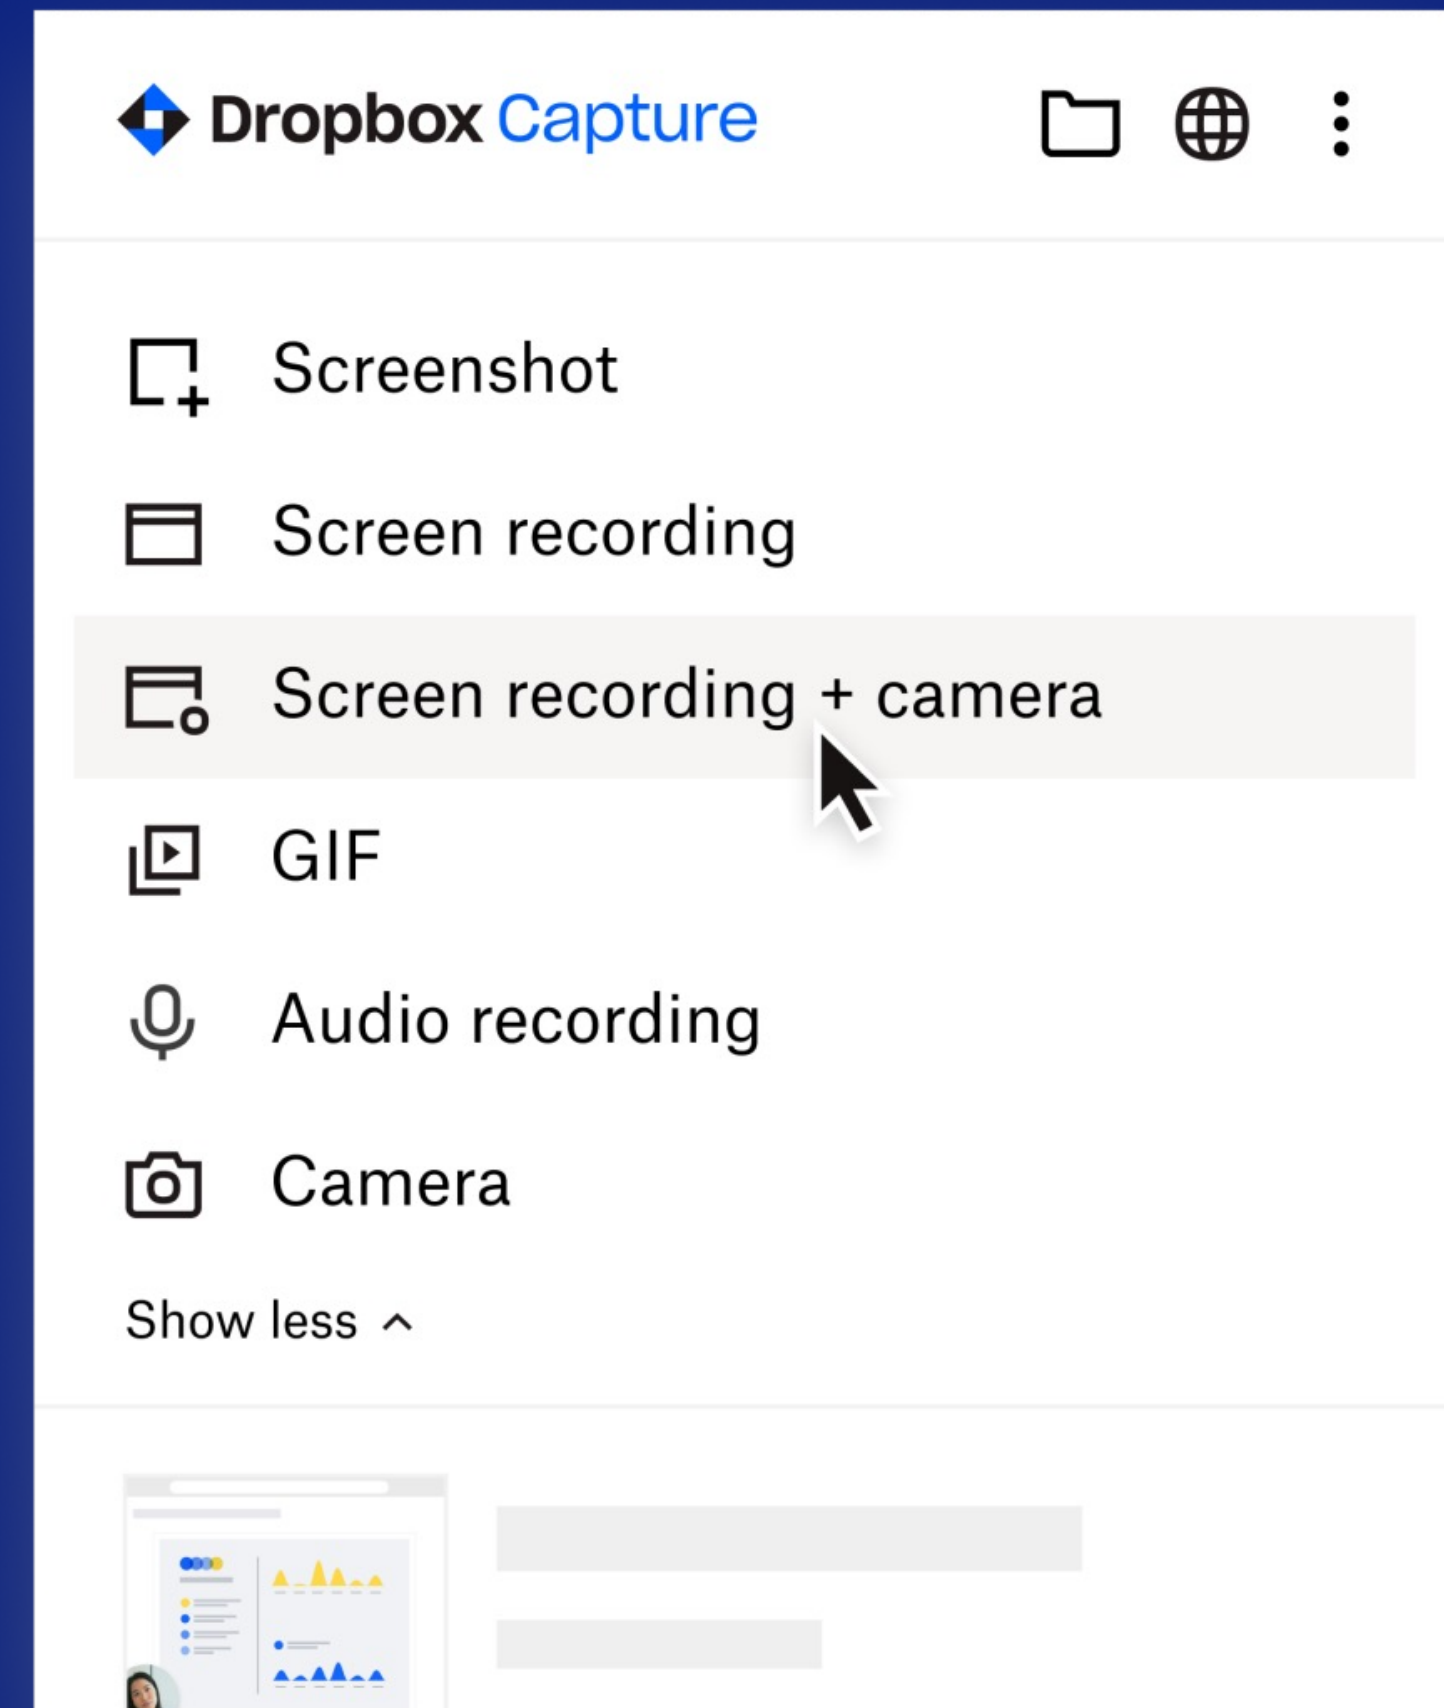 Dropbox Capture
Screenshot
Screen recording
Screen recording + camera
GIF
Audio recording
Camera
Show less